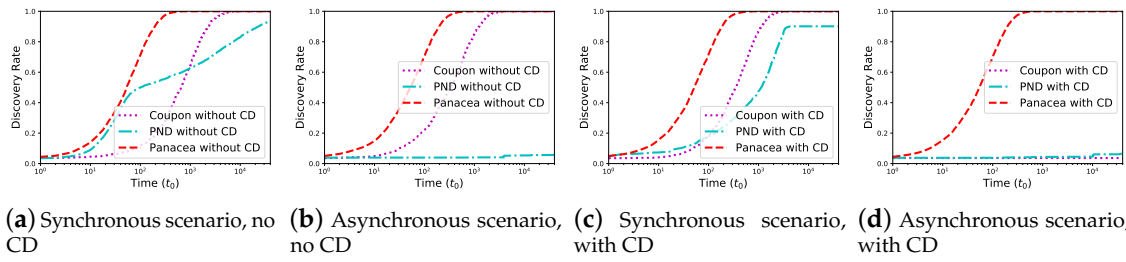 1.0
0.8
0.6
0.4
0.2
0.0
Discovery Rate
Coupon without CD
PND without CD
Panacea without CD
10^0 10^1 10^2 10^3 10^4
Time (t_0)
(a) Synchronous scenario, no
CD
1.0
0.8
0.6
0.4
0.2
0.0
Discovery Rate
Coupon without CD
PND without CD
Panacea without CD
10^0 10^1 10^2 10^3 10^4
Time (t_0)
(b) Asynchronous scenario,
no CD
1.0
0.8
0.6
0.4
0.2
0.0
Discovery Rate
Coupon with CD
PND with CD
Panacea with CD
10^0 10^1 10^2 10^3 10^4
Time (t_0)
(c) Synchronous scenario,
with CD
1.0
0.8
0.6
0.4
0.2
0.0
Discovery Rate
Coupon with CD
PND with CD
Panacea with CD
10^0 10^1 10^2 10^3 10^4
Time (t_0)
(d) Asynchronous scenario,
with CD